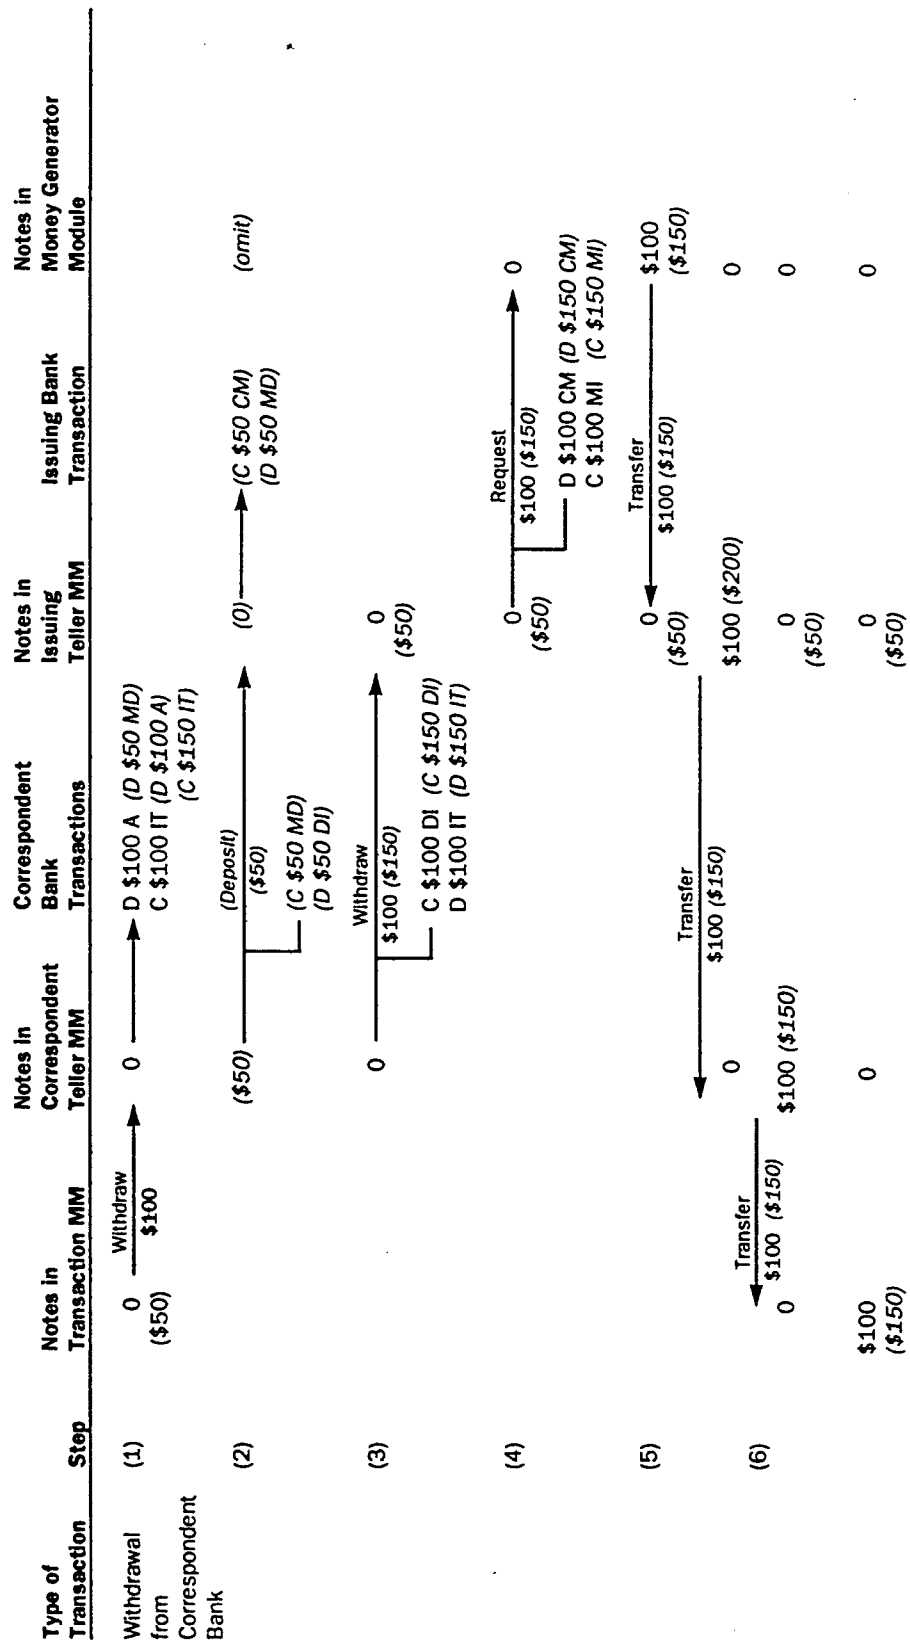 Type of
Transaction
Step
Notes in
Transaction MM
Notes in
Correspondent
Teller MM
Correspondent
Bank
Transactions
Notes in
Issuing
Teller MM
Issuing Bank
Transaction
Notes in
Money Generator
Module
Withdrawal
from
Correspondent
Bank
(1)
0
($50)
Withdraw
$100
0
D $100 A (D $50 MD)
C $100 IT (D $100 A)
(C $150 IT)
(2)
($50)
(Deposit)
($50)
(C $50 MD)
(D $50 DI)
(0)
(C $50 CM)
(D $50 MD)
(omit)
(3)
0
Withdraw
$100 ($150)
C $100 DI (C $150 DI)
D $100 IT (D $150 IT)
0
($50)
(4)
0
($50)
Request
$100 ($150)
D $100 CM (D $150 CM)
C $100 MI (C $150 MI)
0
(5)
0
($50)
Transfer
$100 ($150)
$100
($150)
Transfer
$100 ($150)
0
$100 ($200)
0
(6)
Transfer
$100 ($150)
0
$100 ($150)
0
($50)
0
$100
($150)
0
0
($50)
0